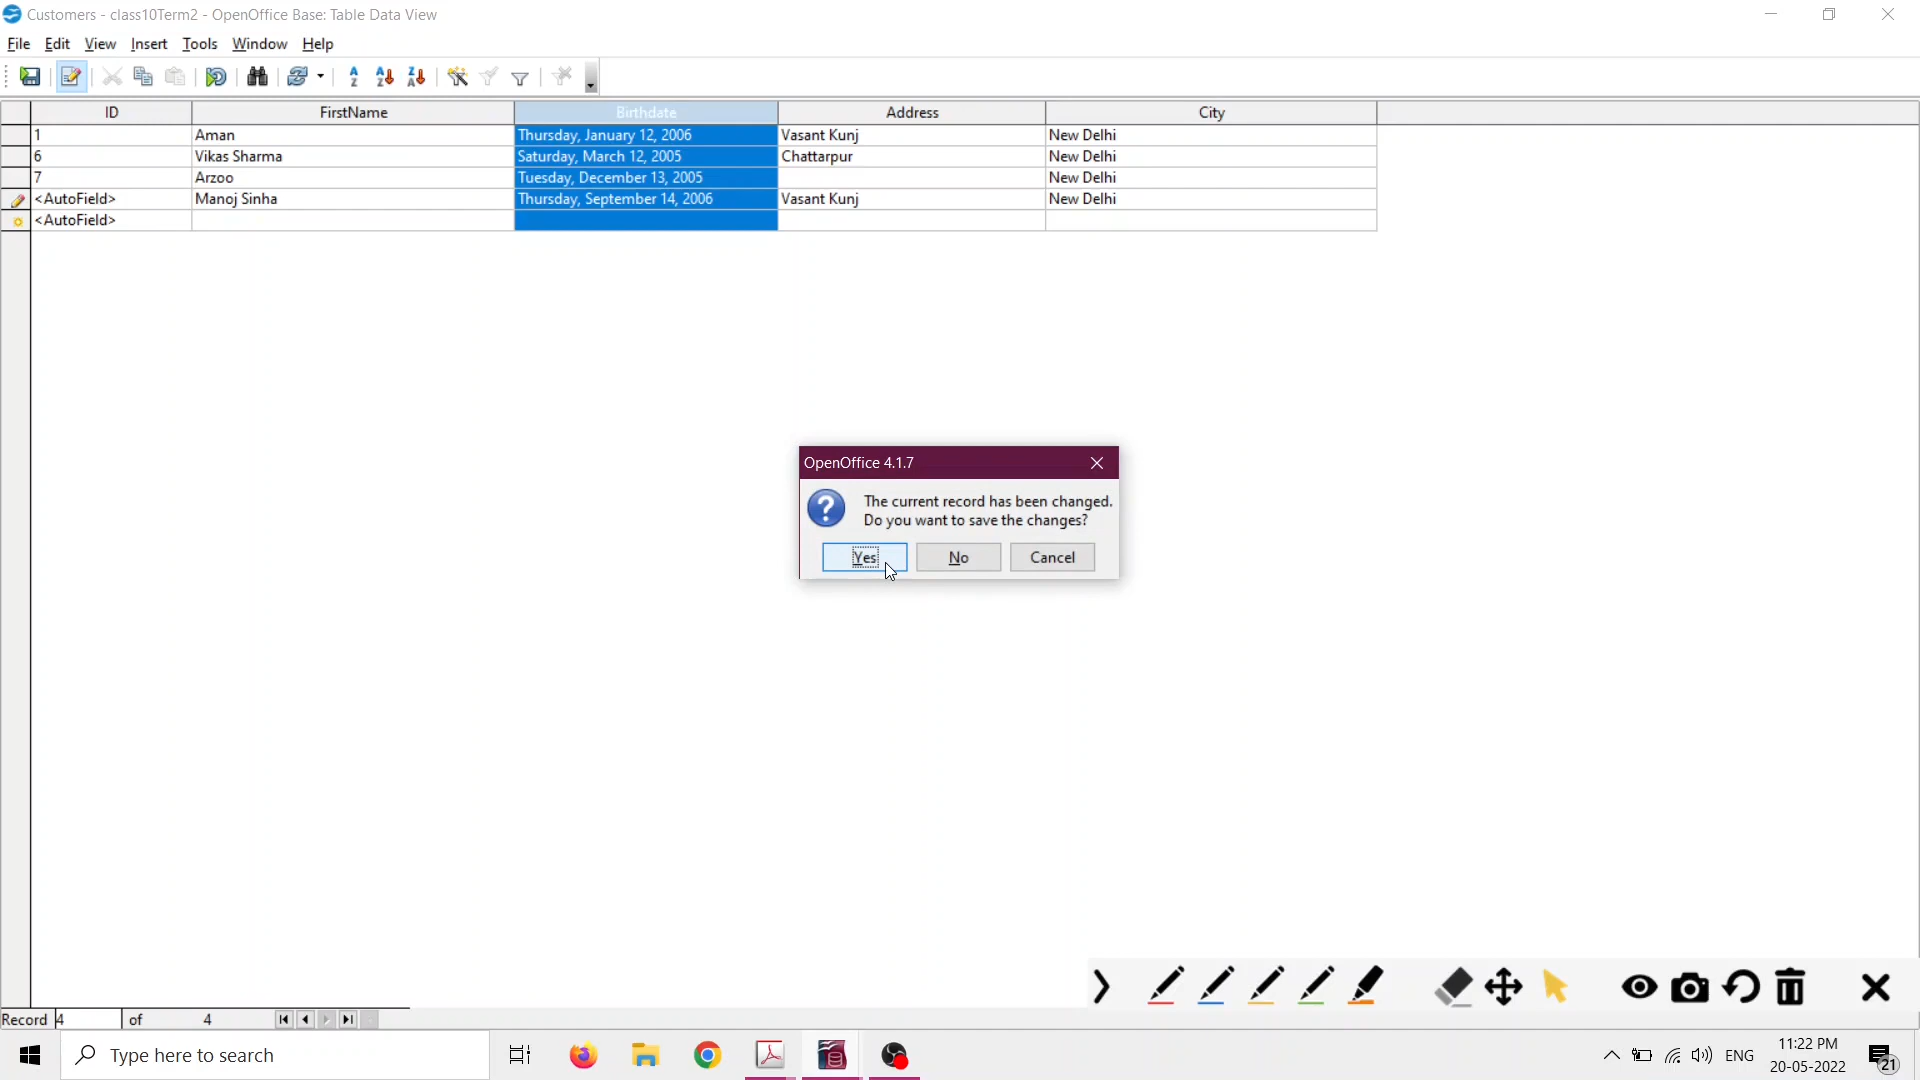 Customers - class10Term2 - OpenOffice Base: Table Data View
File Edit View Insert Tools Window Help
ID FirstName Birthdate Address City
1 Aman Thursday, January 12, 2006 Vasant Kunj New Delhi
6 Vikas Sharma Saturday, March 12, 2005 Chattarpur New Delhi
7 Arzoo Tuesday, December 13, 2005 New Delhi
<AutoField> Manoj Sinha Thursday, September 14, 2006 Vasant Kunj New Delhi
<AutoField>
OpenOffice 4.1.7
The current record has been changed.
Do you want to save the changes?
Yes No Cancel
Record 4 of 4
Type here to search
ENG
11:22 PM
20-05-2022
21